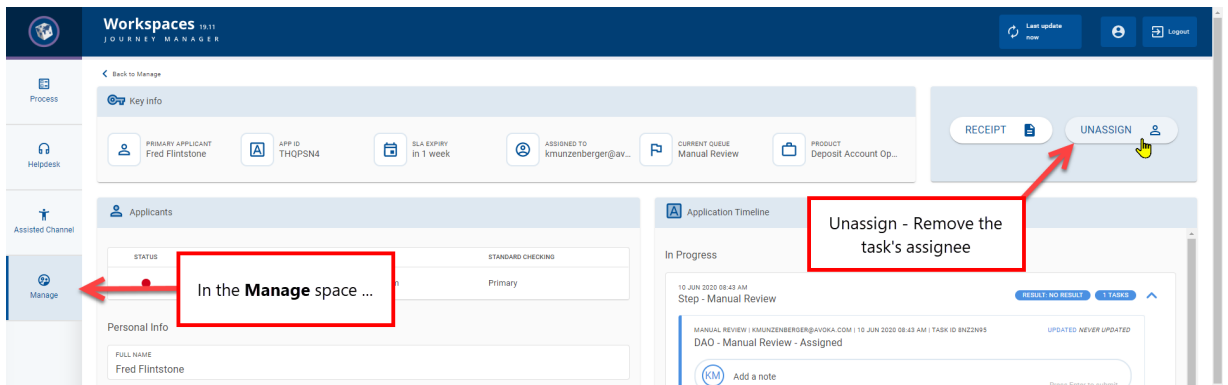 Workspaces 19.11
JOURNEY MANAGER
Last update
now
Logout
Process
Helpdesk
Assisted Channel
Manage
Back to Manage
Key info
PRIMARY APPLICANT
Fred Flintstone
APP ID
THQPSN4
SLA EXPIRY
in 1 week
ASSIGNED TO
kmunzenberger@av...
CURRENT QUEUE
Manual Review
PRODUCT
Deposit Account Op...
RECEIPT
UNASSIGN
Applicants
STATUS
STANDARD CHECKING
Primary
In the Manage space ...
Personal Info
FULL NAME
Fred Flintstone
Application Timeline
Unassign - Remove the
task's assignee
In Progress
10 JUN 2020 08:43 AM
Step - Manual Review
RESULT: NO RESULT
1 TASKS
MANUAL REVIEW | KMUNZENBERGER@AVOKA.COM | 10 JUN 2020 08:43 AM | TASK ID 8NZ2N95
UPDATED NEVER UPDATED
DAO - Manual Review - Assigned
KM
Add a note
Press Enter to submit